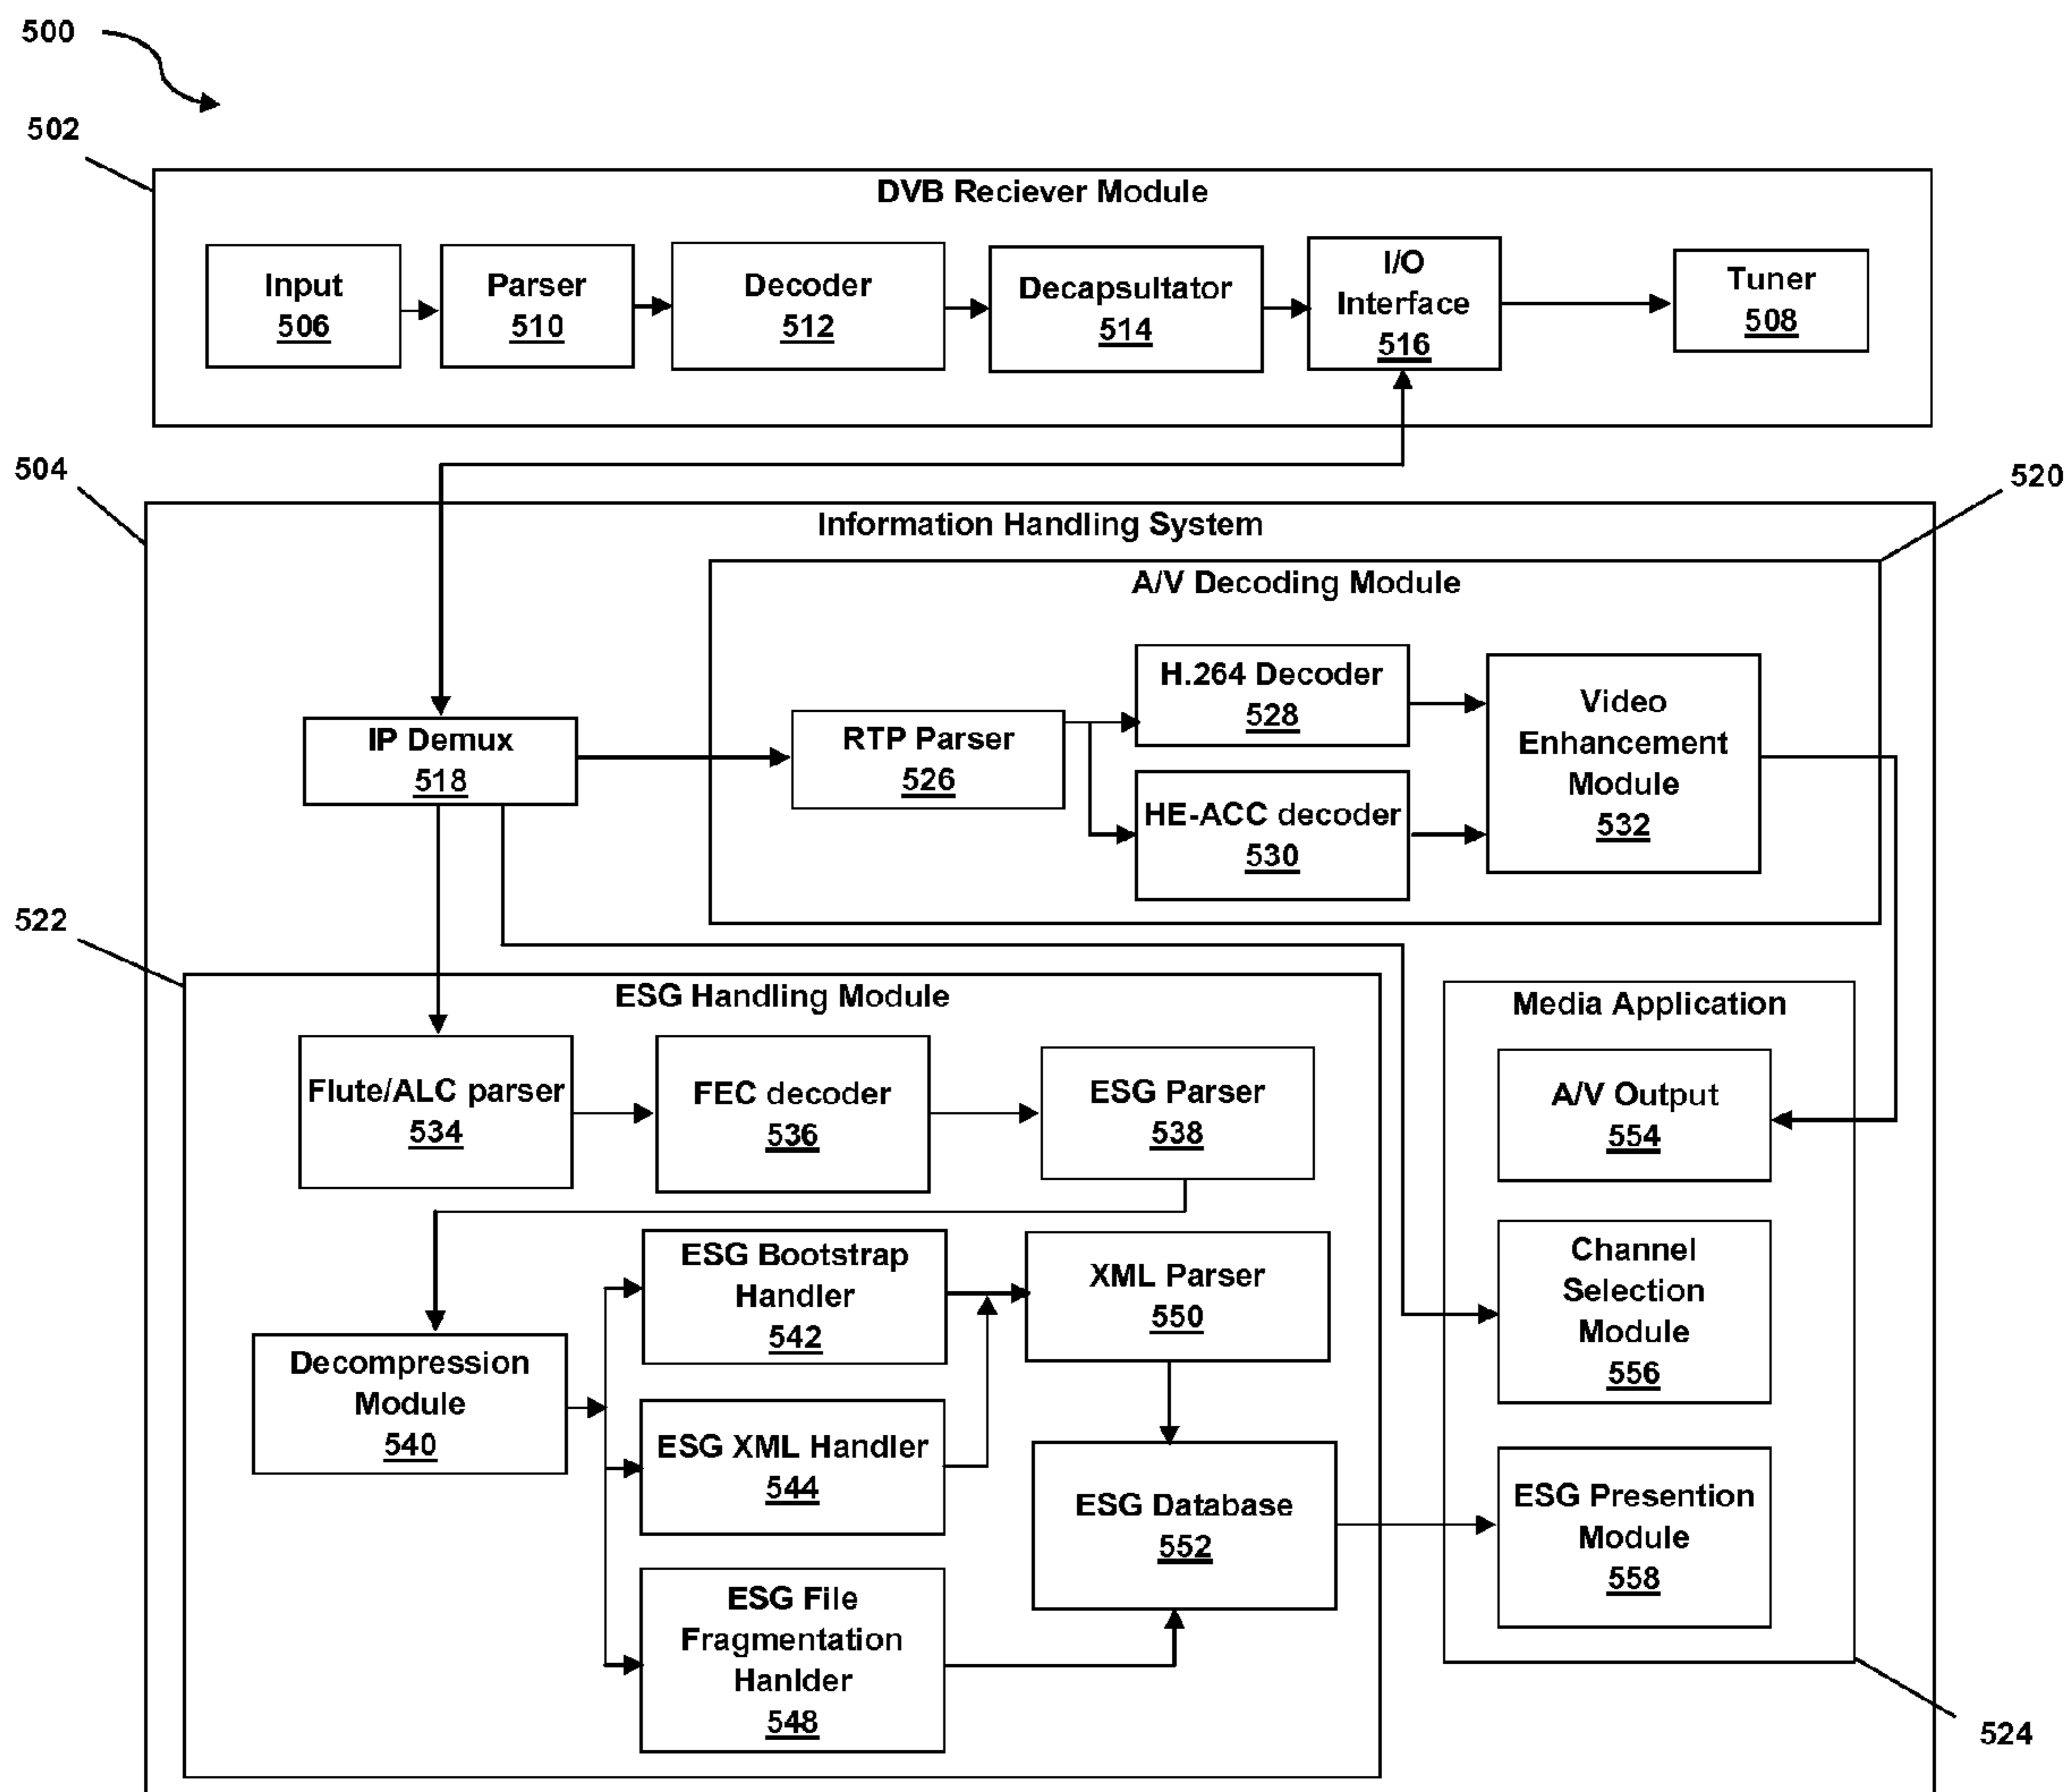 500
502
DVB Reciever Module
Input
506
Parser
510
Decoder
512
Decapsultator
514
I/O
Interface
516
Tuner
508
504
520
Information Handling System
A/V Decoding Module
IP Demux
518
RTP Parser
526
H.264 Decoder
528
HE-ACC decoder
530
Video
Enhancement
Module
532
522
ESG Handling Module
Flute/ALC parser
534
FEC decoder
536
ESG Parser
538
Decompression
Module
540
ESG Bootstrap
Handler
542
ESG XML Handler
544
ESG File
Fragmentation
Hanlder
548
XML Parser
550
ESG Database
552
Media Application
A/V Output
554
Channel
Selection
Module
556
ESG Presention
Module
558
524